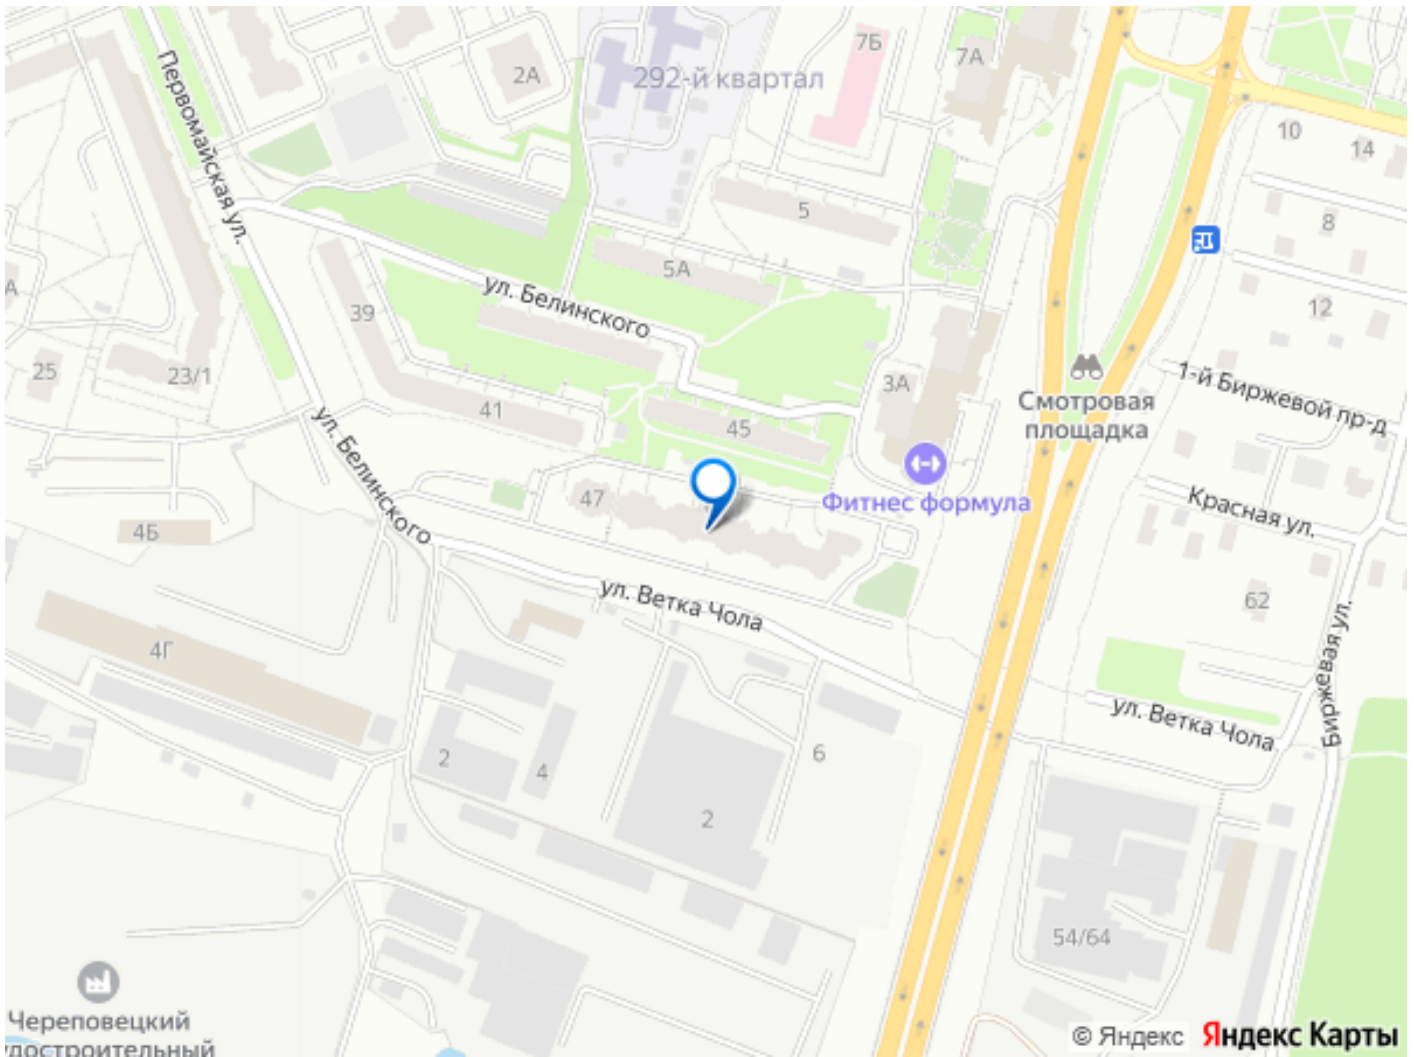 7Б
7А
2А
292-й квартал
Первомайская ул.
10
14
5
8
5А
А
ул. Белинского
39
12
25
23/1
3А
1-й Биржевой пр-д
Смотровая
площадка
41
45
ул. Белинского
47
Фитнес формула
Красная ул.
4Б
ул. Ветка Чола
62
4Г
Биржевая ул.
ул. Ветка Чола
2
4
6
2
54/64
Череповецкий
удостроительный
© Яндекс
Яндекс Карты